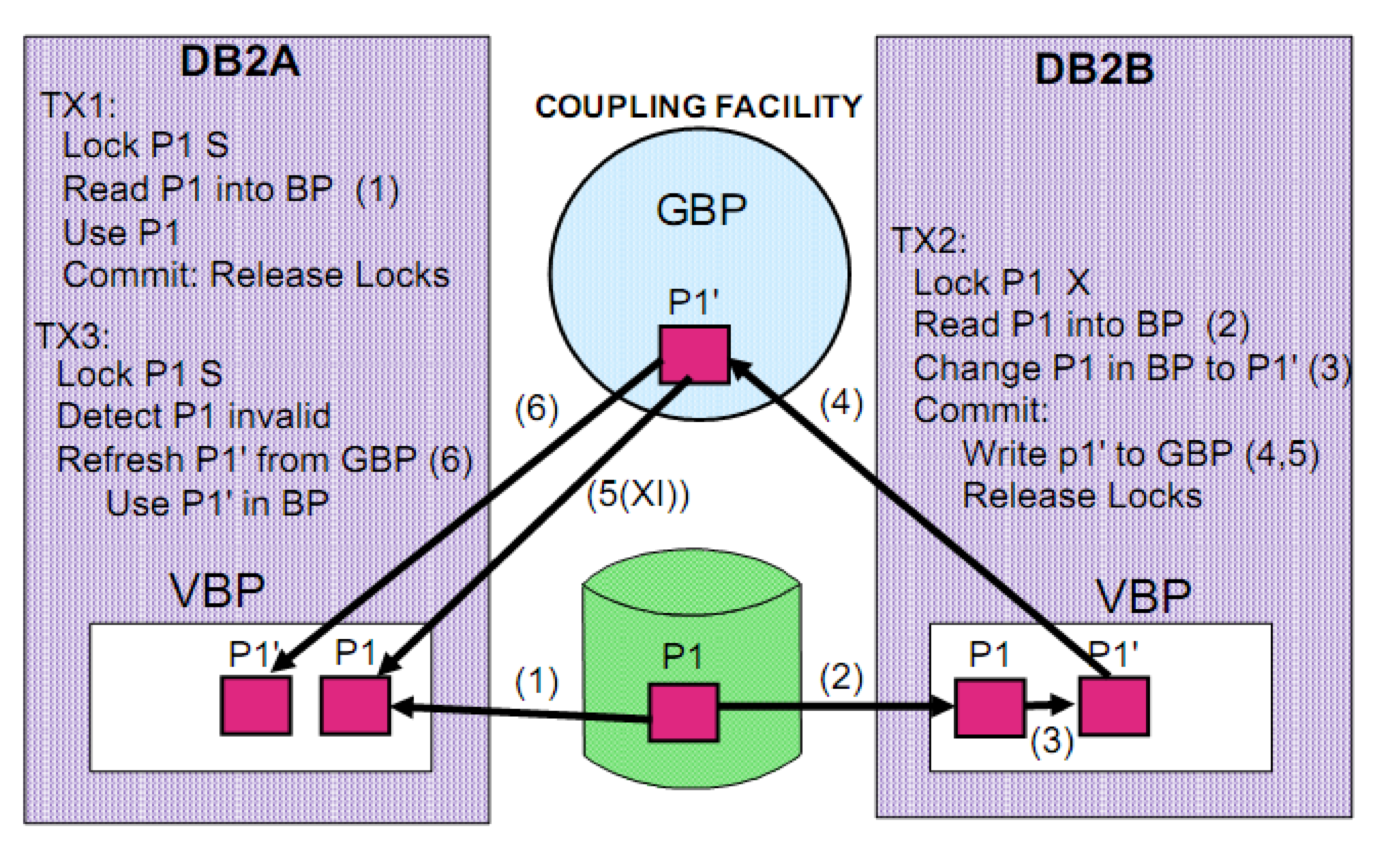 DB2A
TX1:
Lock P1 S
Read P1 into BP (1)
Use P1
Commit: Release Locks
TX3:
Lock P1 S
Detect P1 invalid
Refresh P1' from GBP (6)
Use P1' in BP
VBP
P1' P1
COUPLING FACILITY
GBP
P1'
(6)
(5(XI))
(4)
P1
(1)
(2)
DB2B
TX2:
Lock P1 X
Read P1 into BP (2)
Change P1 in BP to P1' (3)
Commit:
Write p1' to GBP (4,5)
Release Locks
VBP
P1 P1'
(3)